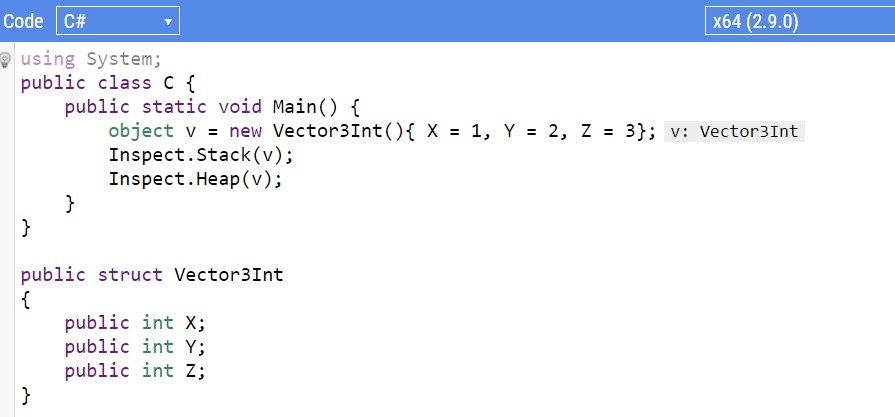 Code C# x64 (2.9.0)
using System;
public class C {
    public static void Main() {
        object v = new Vector3Int(){ X = 1, Y = 2, Z = 3}; v: Vector3Int
        Inspect.Stack(v);
        Inspect.Heap(v);
    }
}
public struct Vector3Int
{
    public int X;
    public int Y;
    public int Z;
}